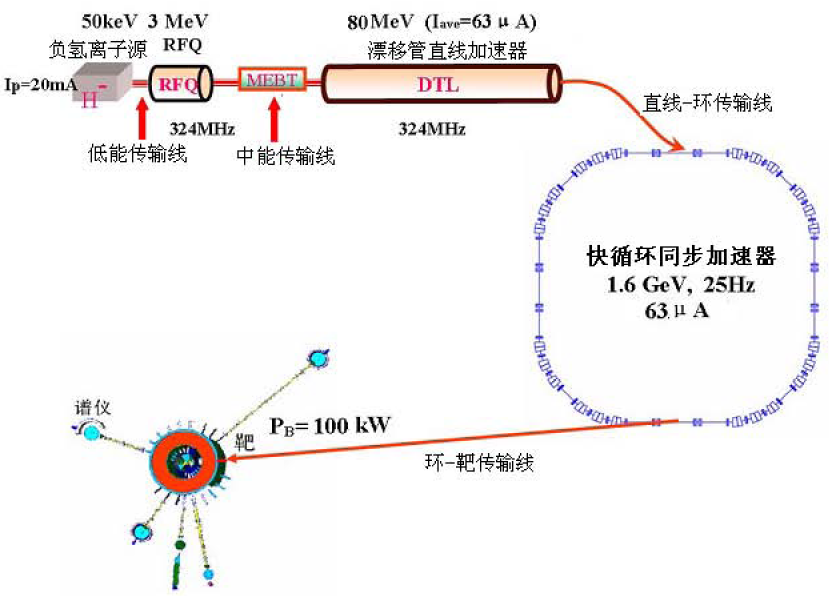 50keV 3 MeV
负氢离子源 RFQ
80MeV (Iave=63μA)
漂移管直线加速器
Ip=20mA
H-
RFQ
MEBT
DTL
324MHz
324MHz
低能传输线
中能传输线
直线-环传输线
快循环同步加速器
1.6 GeV, 25Hz
63μA
谱仪
靶
PB=100 kW
环-靶传输线